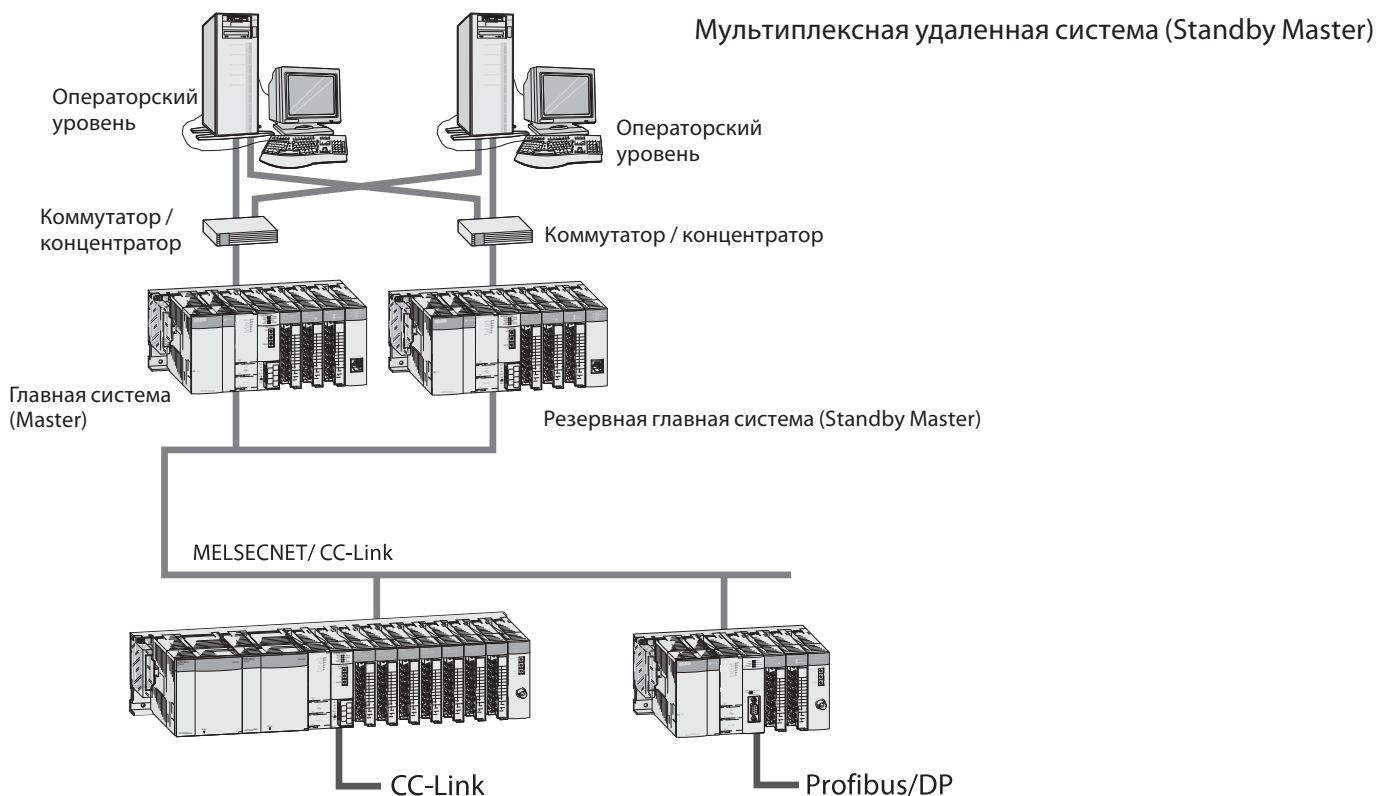 Мультиплексная удаленная система (Standby Master)
Операторский
уровень
Операторский
уровень
Коммутатор /
концентратор
Коммутатор / концентратор
Главная система
(Master)
Резервная главная система (Standby Master)
MELSECNET/ CC-Link
CC-Link
Profibus/DP